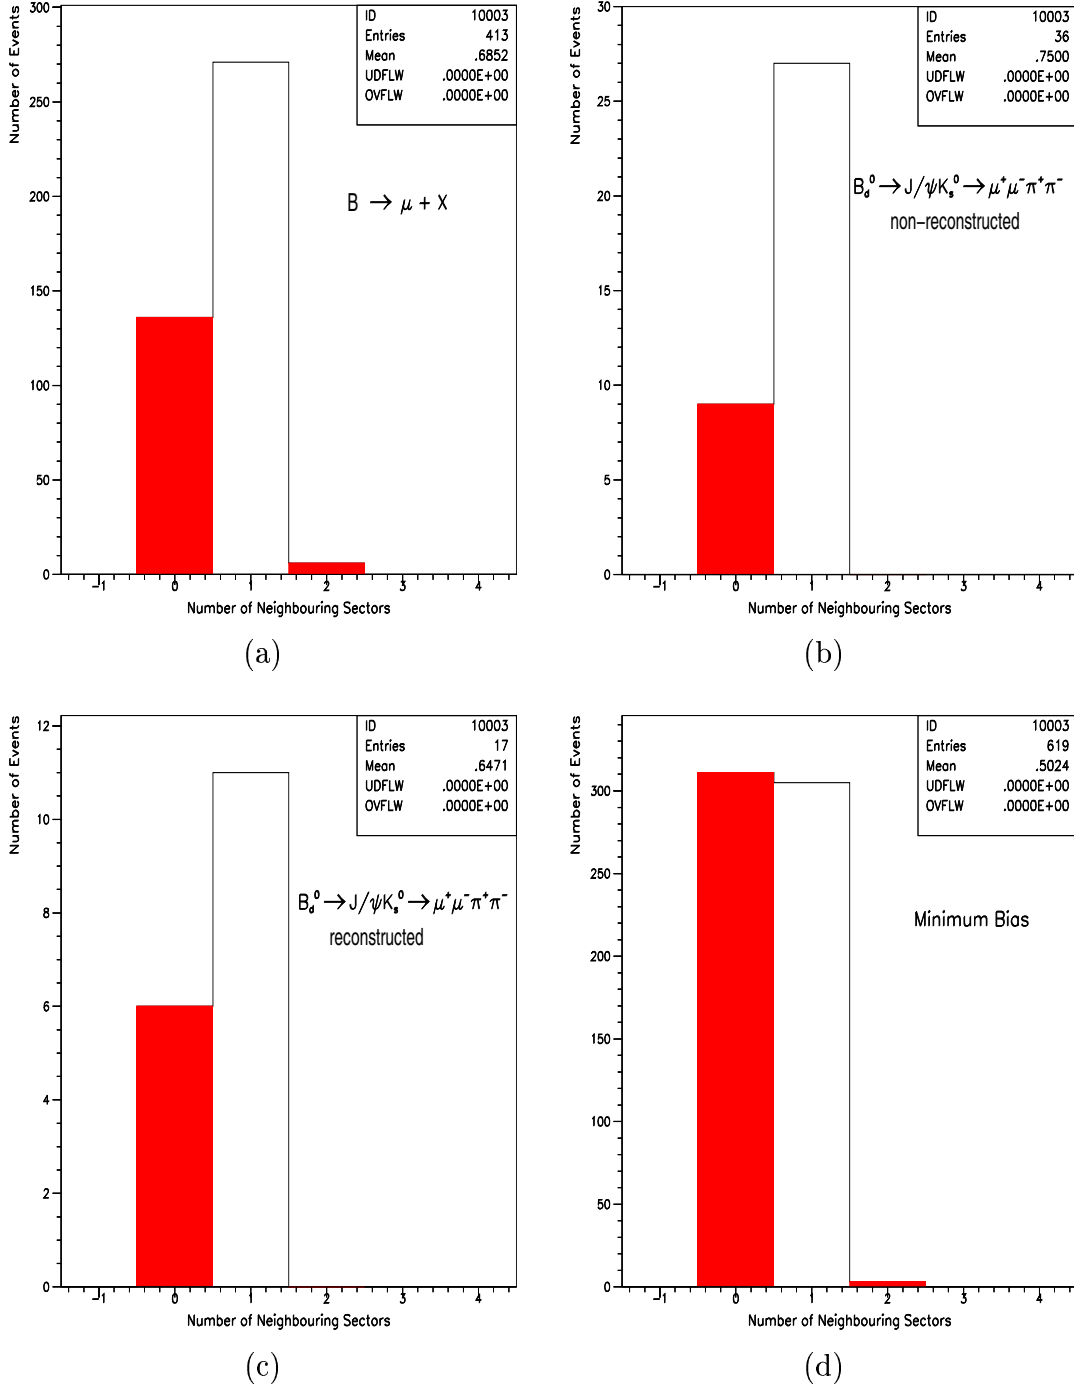 Number of Events
300
250
200
150
100
50
0
ID 10003
Entries 413
Mean .6852
UDFLW .0000E+00
OVFLW .0000E+00
B → μ + X
-1 0 1 2 3 4
Number of Neighbouring Sectors
(a)
Number of Events
30
25
20
15
10
5
0
ID 10003
Entries 36
Mean .7500
UDFLW .0000E+00
OVFLW .0000E+00
B_d^0 → J/ψK_s^0 → μ⁺μ⁻π⁺π⁻
non-reconstructed
-1 0 1 2 3 4
Number of Neighbouring Sectors
(b)
Number of Events
12
10
8
6
4
2
0
ID 10003
Entries 17
Mean .6471
UDFLW .0000E+00
OVFLW .0000E+00
B_d^0 → J/ψK_s^0 → μ⁺μ⁻π⁺π⁻
reconstructed
-1 0 1 2 3 4
Number of Neighbouring Sectors
(c)
Number of Events
300
250
200
150
100
50
0
ID 10003
Entries 619
Mean .5024
UDFLW .0000E+00
OVFLW .0000E+00
Minimum Bias
-1 0 1 2 3 4
Number of Neighbouring Sectors
(d)